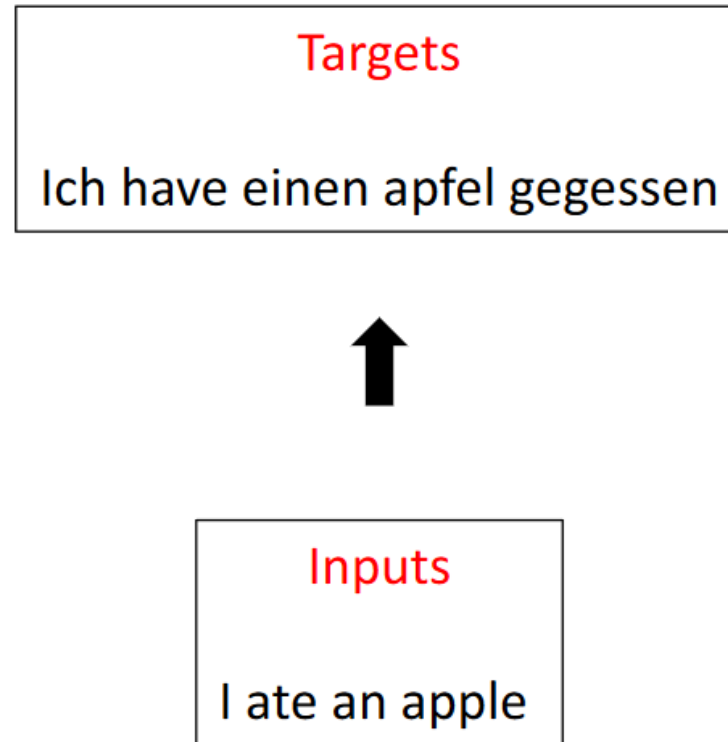 Targets
Ich have einen apfel gegessen
Inputs
I ate an apple